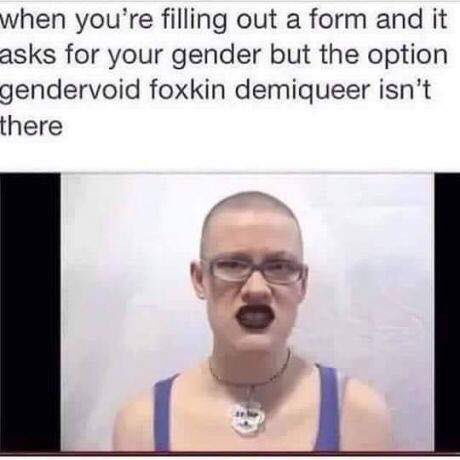 when you're filling out a form and it
asks for your gender but the option
gendervoid foxkin demiqueer isn't
there